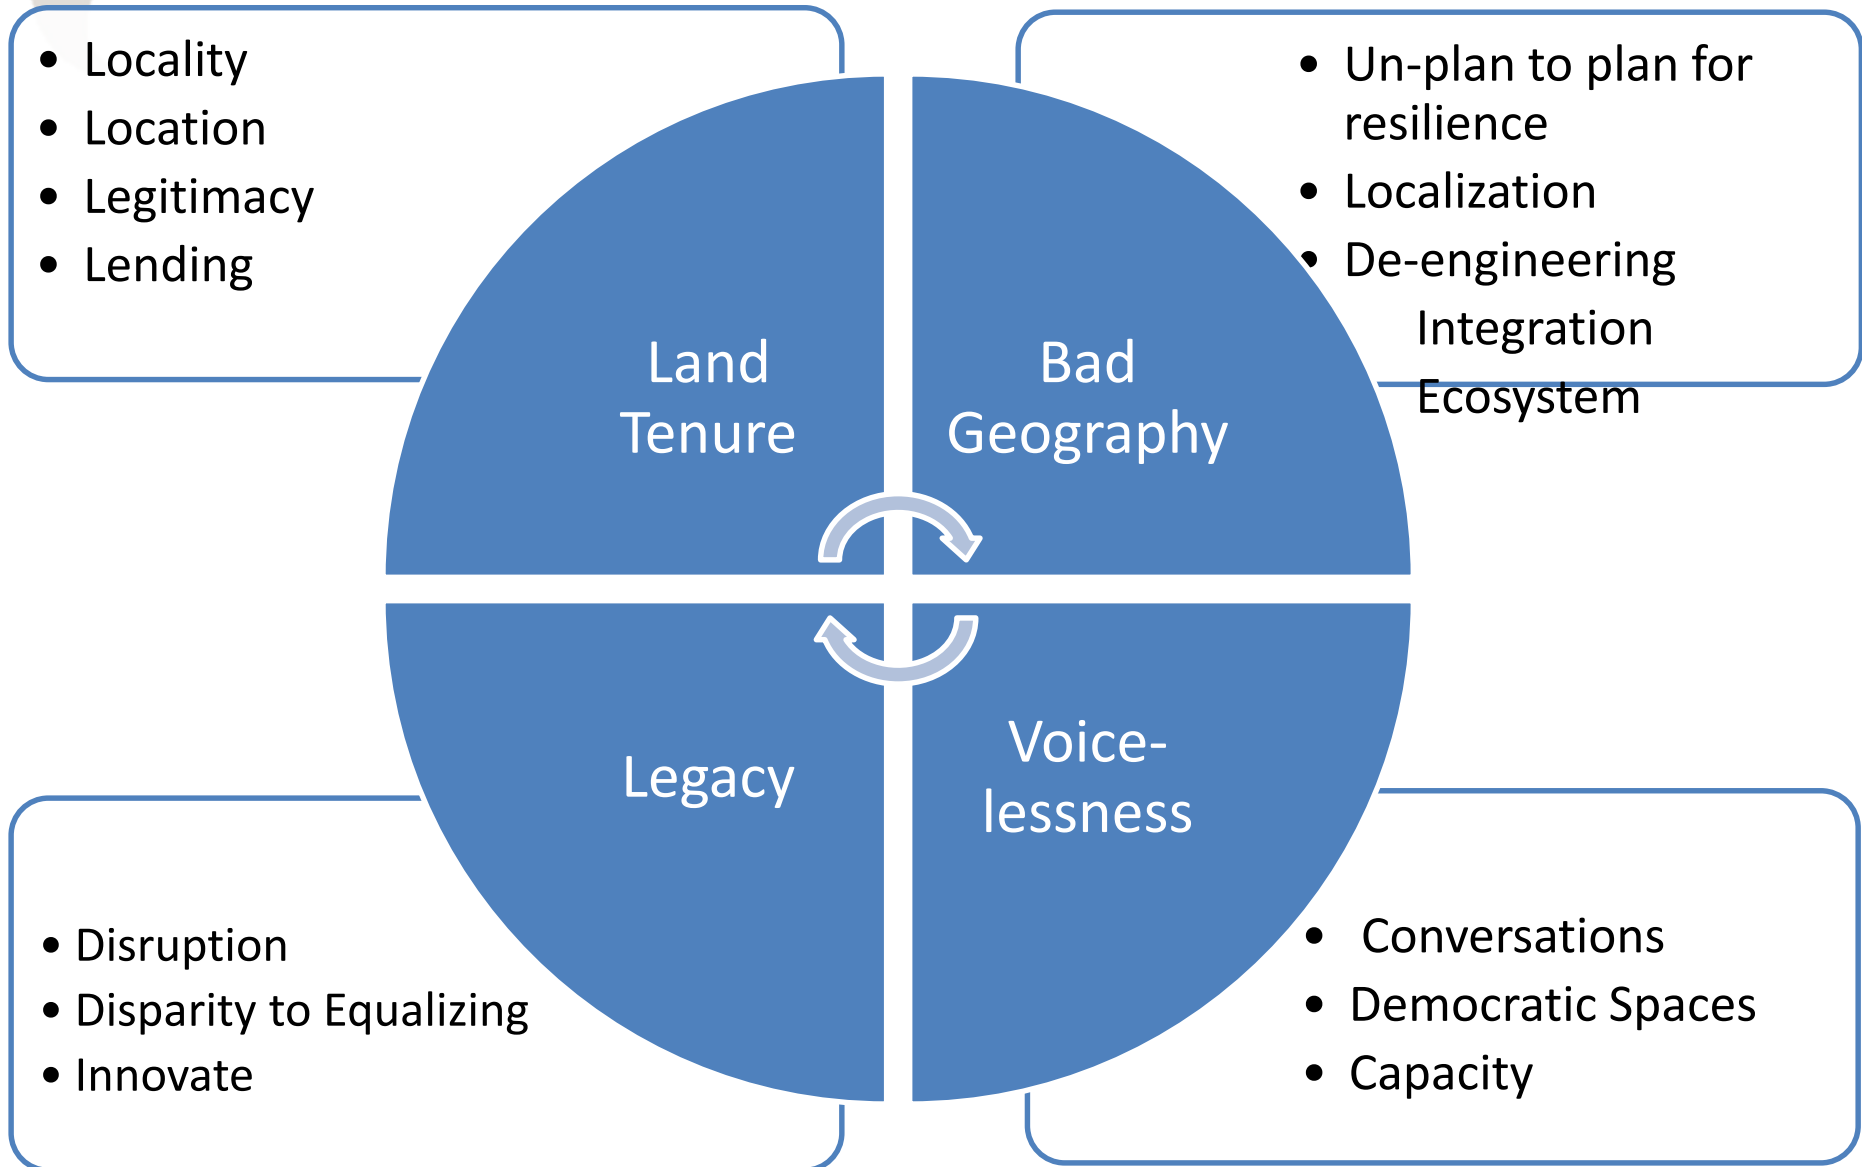 • Locality
• Location
• Legitimacy
• Lending
• Un-plan to plan for
resilience
• Localization
• De-engineering
Integration
Ecosystem
Land
Tenure
Bad
Geography
Legacy
Voice-
lessness
• Disruption
• Disparity to Equalizing
• Innovate
• Conversations
• Democratic Spaces
• Capacity